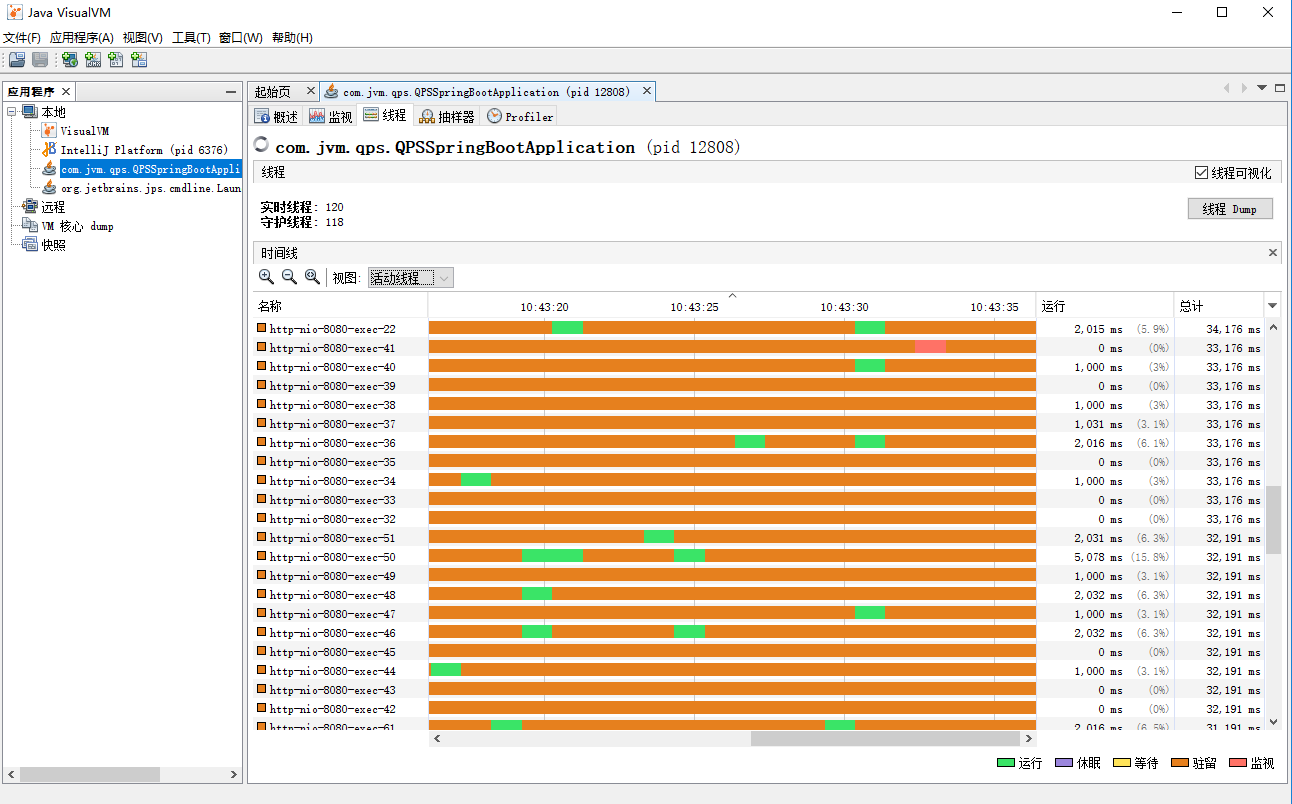 Java VisualVM
文件(F) 应用程序(A) 视图(V) 工具(T) 窗口(W) 帮助(H)
应用程序
本地
VisualVM
IntelliJ Platform (pid 6376)
com.jvm.qps.QPSSpringBootAppli
org.jetbrains.jps.cmdline.Laun
远程
VM 核心 dump
快照
起始页 com.jvm.qps.QPSSpringBootApplication (pid 12808)
概述 监视 线程 抽样器 Profiler
com.jvm.qps.QPSSpringBootApplication (pid 12808)
线程 线程可视化
实时线程: 120
守护线程: 118
线程 Dump
时间线
视图: 活动线程
名称 10:43:20 10:43:25 10:43:30 10:43:35 运行 总计
http-nio-8080-exec-22 2,015 ms (5.9%) 34,176 ms
http-nio-8080-exec-41 0 ms (0%) 33,176 ms
http-nio-8080-exec-40 1,000 ms (3%) 33,176 ms
http-nio-8080-exec-39 0 ms (0%) 33,176 ms
http-nio-8080-exec-38 1,000 ms (3%) 33,176 ms
http-nio-8080-exec-37 1,031 ms (3.1%) 33,176 ms
http-nio-8080-exec-36 2,016 ms (6.1%) 33,176 ms
http-nio-8080-exec-35 0 ms (0%) 33,176 ms
http-nio-8080-exec-34 1,000 ms (3%) 33,176 ms
http-nio-8080-exec-33 0 ms (0%) 33,176 ms
http-nio-8080-exec-32 0 ms (0%) 33,176 ms
http-nio-8080-exec-51 2,031 ms (6.3%) 32,191 ms
http-nio-8080-exec-50 5,078 ms (15.8%) 32,191 ms
http-nio-8080-exec-49 1,000 ms (3.1%) 32,191 ms
http-nio-8080-exec-48 2,032 ms (6.3%) 32,191 ms
http-nio-8080-exec-47 1,000 ms (3.1%) 32,191 ms
http-nio-8080-exec-46 2,032 ms (6.3%) 32,191 ms
http-nio-8080-exec-45 0 ms (0%) 32,191 ms
http-nio-8080-exec-44 1,000 ms (3.1%) 32,191 ms
http-nio-8080-exec-43 0 ms (0%) 32,191 ms
http-nio-8080-exec-42 0 ms (0%) 32,191 ms
http-nio-8080-exec-61 2,016 ms (6.5%) 31,191 ms
运行 休眠 等待 驻留 监视